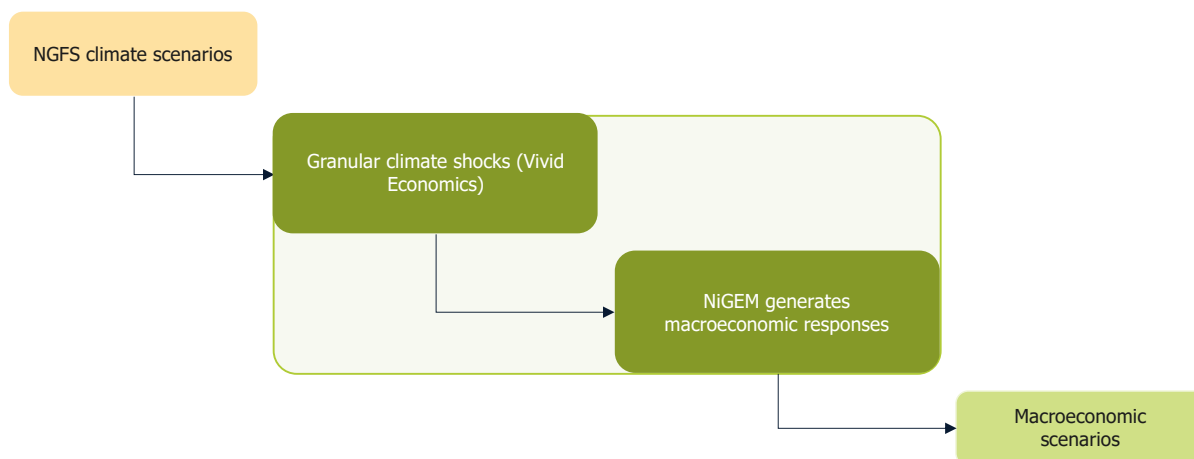 NGFS climate scenarios
Granular climate shocks (Vivid
Economics)
NiGEM generates
macroeconomic responses
Macroeconomic
scenarios